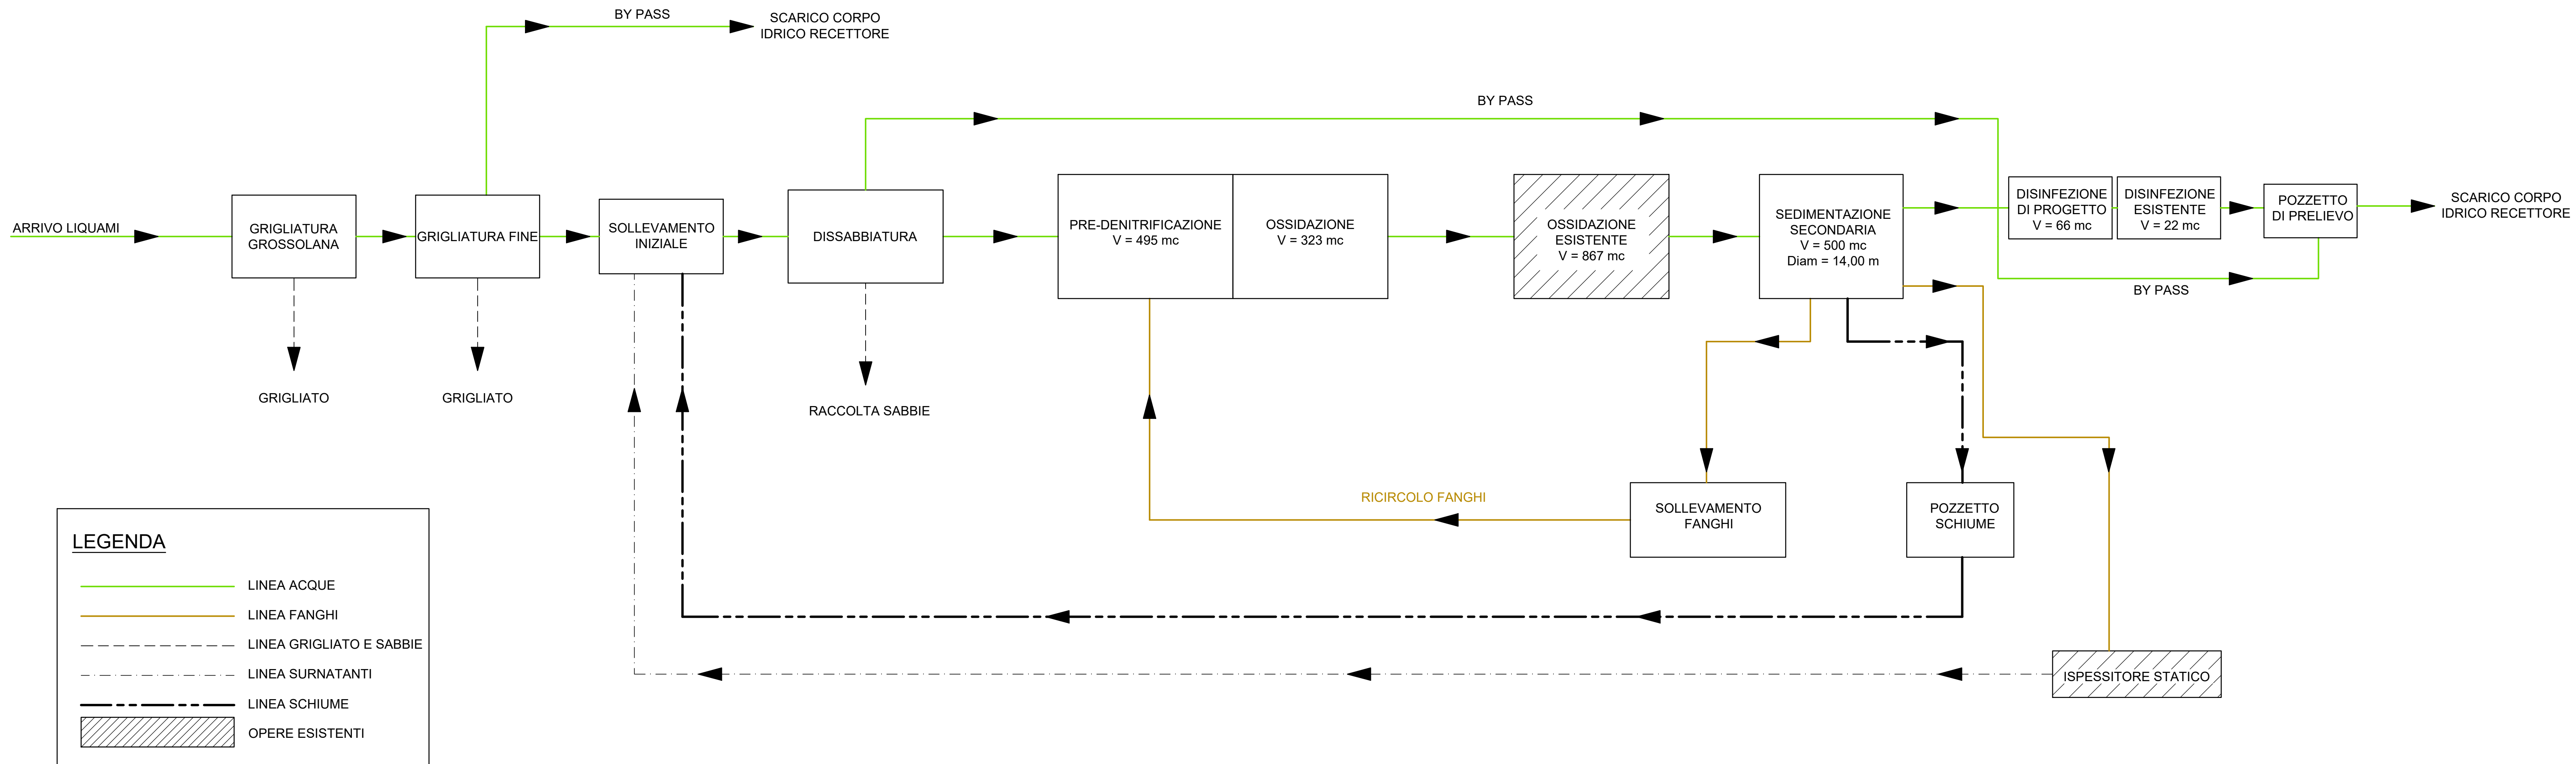 BY PASS
SCARICO CORPO
IDRICO RECETTORE
BY PASS
ARRIVO LIQUAMI
GRIGLIATURA
GROSSOLANA
GRIGLIATURA FINE
SOLLEVAMENTO
INIZIALE
DISSABBIATURA
PRE-DENITRIFICAZIONE
V = 495 mc
OSSIDAZIONE
V = 323 mc
OSSIDAZIONE
ESISTENTE
V = 867 mc
SEDIMENTAZIONE
SECONDARIA
V = 500 mc
Diam = 14,00 m
DISINFEZIONE
DI PROGETTO
V = 66 mc
DISINFEZIONE
ESISTENTE
V = 22 mc
POZZETTO
DI PRELIEVO
SCARICO CORPO
IDRICO RECETTORE
BY PASS
GRIGLIATO
GRIGLIATO
RACCOLTA SABBIE
RICIRCOLO FANGHI
SOLLEVAMENTO
FANGHI
POZZETTO
SCHIUME
ISPESSITORE STATICO
LEGENDA
LINEA ACQUE
LINEA FANGHI
LINEA GRIGLIATO E SABBIE
LINEA SURNATANTI
LINEA SCHIUME
OPERE ESISTENTI